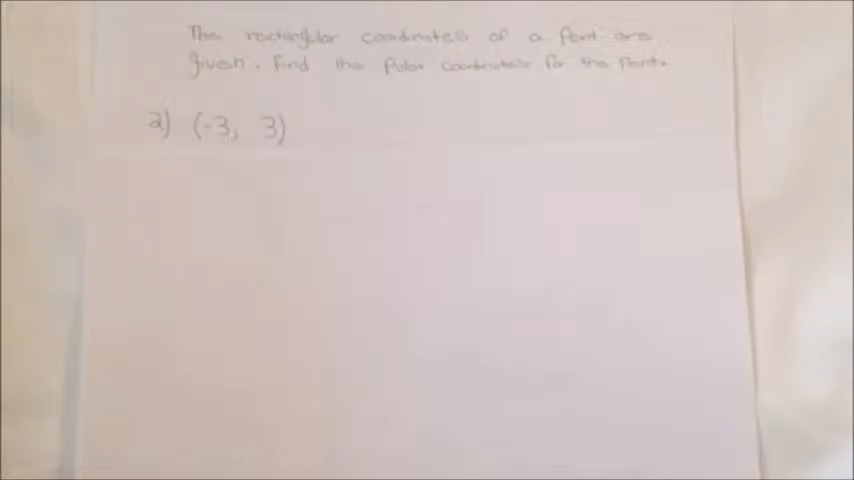 The rectangular coordinates of a point are
given. Find the Polar coordinates for the point.
a) (-3, 3)